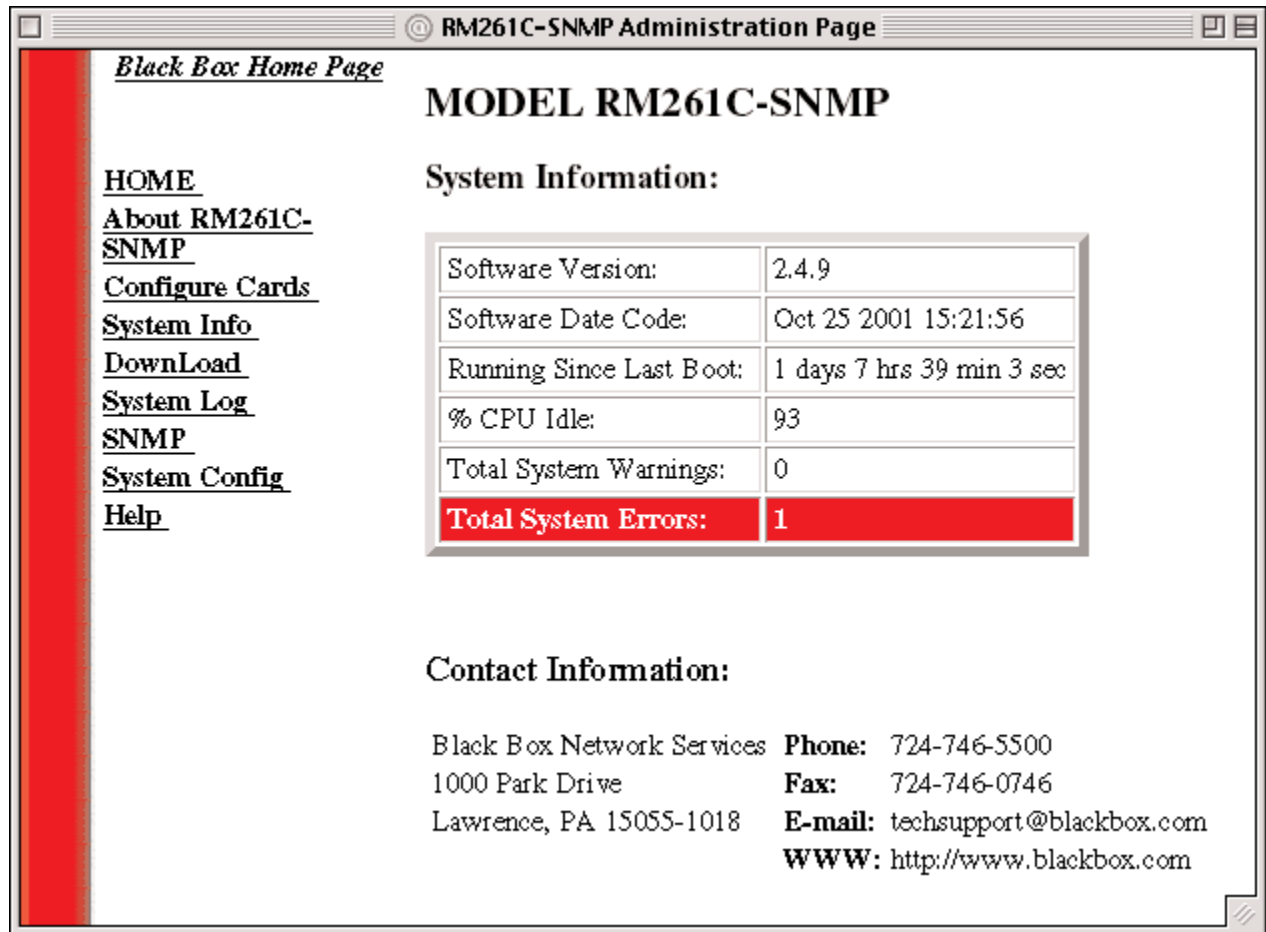 RM261C-SNMP Administration Page
Black Box Home Page
HOME
About RM261C-
SNMP
Configure Cards
System Info
DownLoad
System Log
SNMP
System Config
Help
MODEL RM261C-SNMP
System Information:
Software Version: 2.4.9
Software Date Code: Oct 25 2001 15:21:56
Running Since Last Boot: 1 days 7 hrs 39 min 3 sec
% CPU Idle: 93
Total System Warnings: 0
Total System Errors: 1
Contact Information:
Black Box Network Services Phone: 724-746-5500
1000 Park Drive Fax: 724-746-0746
Lawrence, PA 15055-1018 E-mail: techsupport@blackbox.com
WWW: http://www.blackbox.com